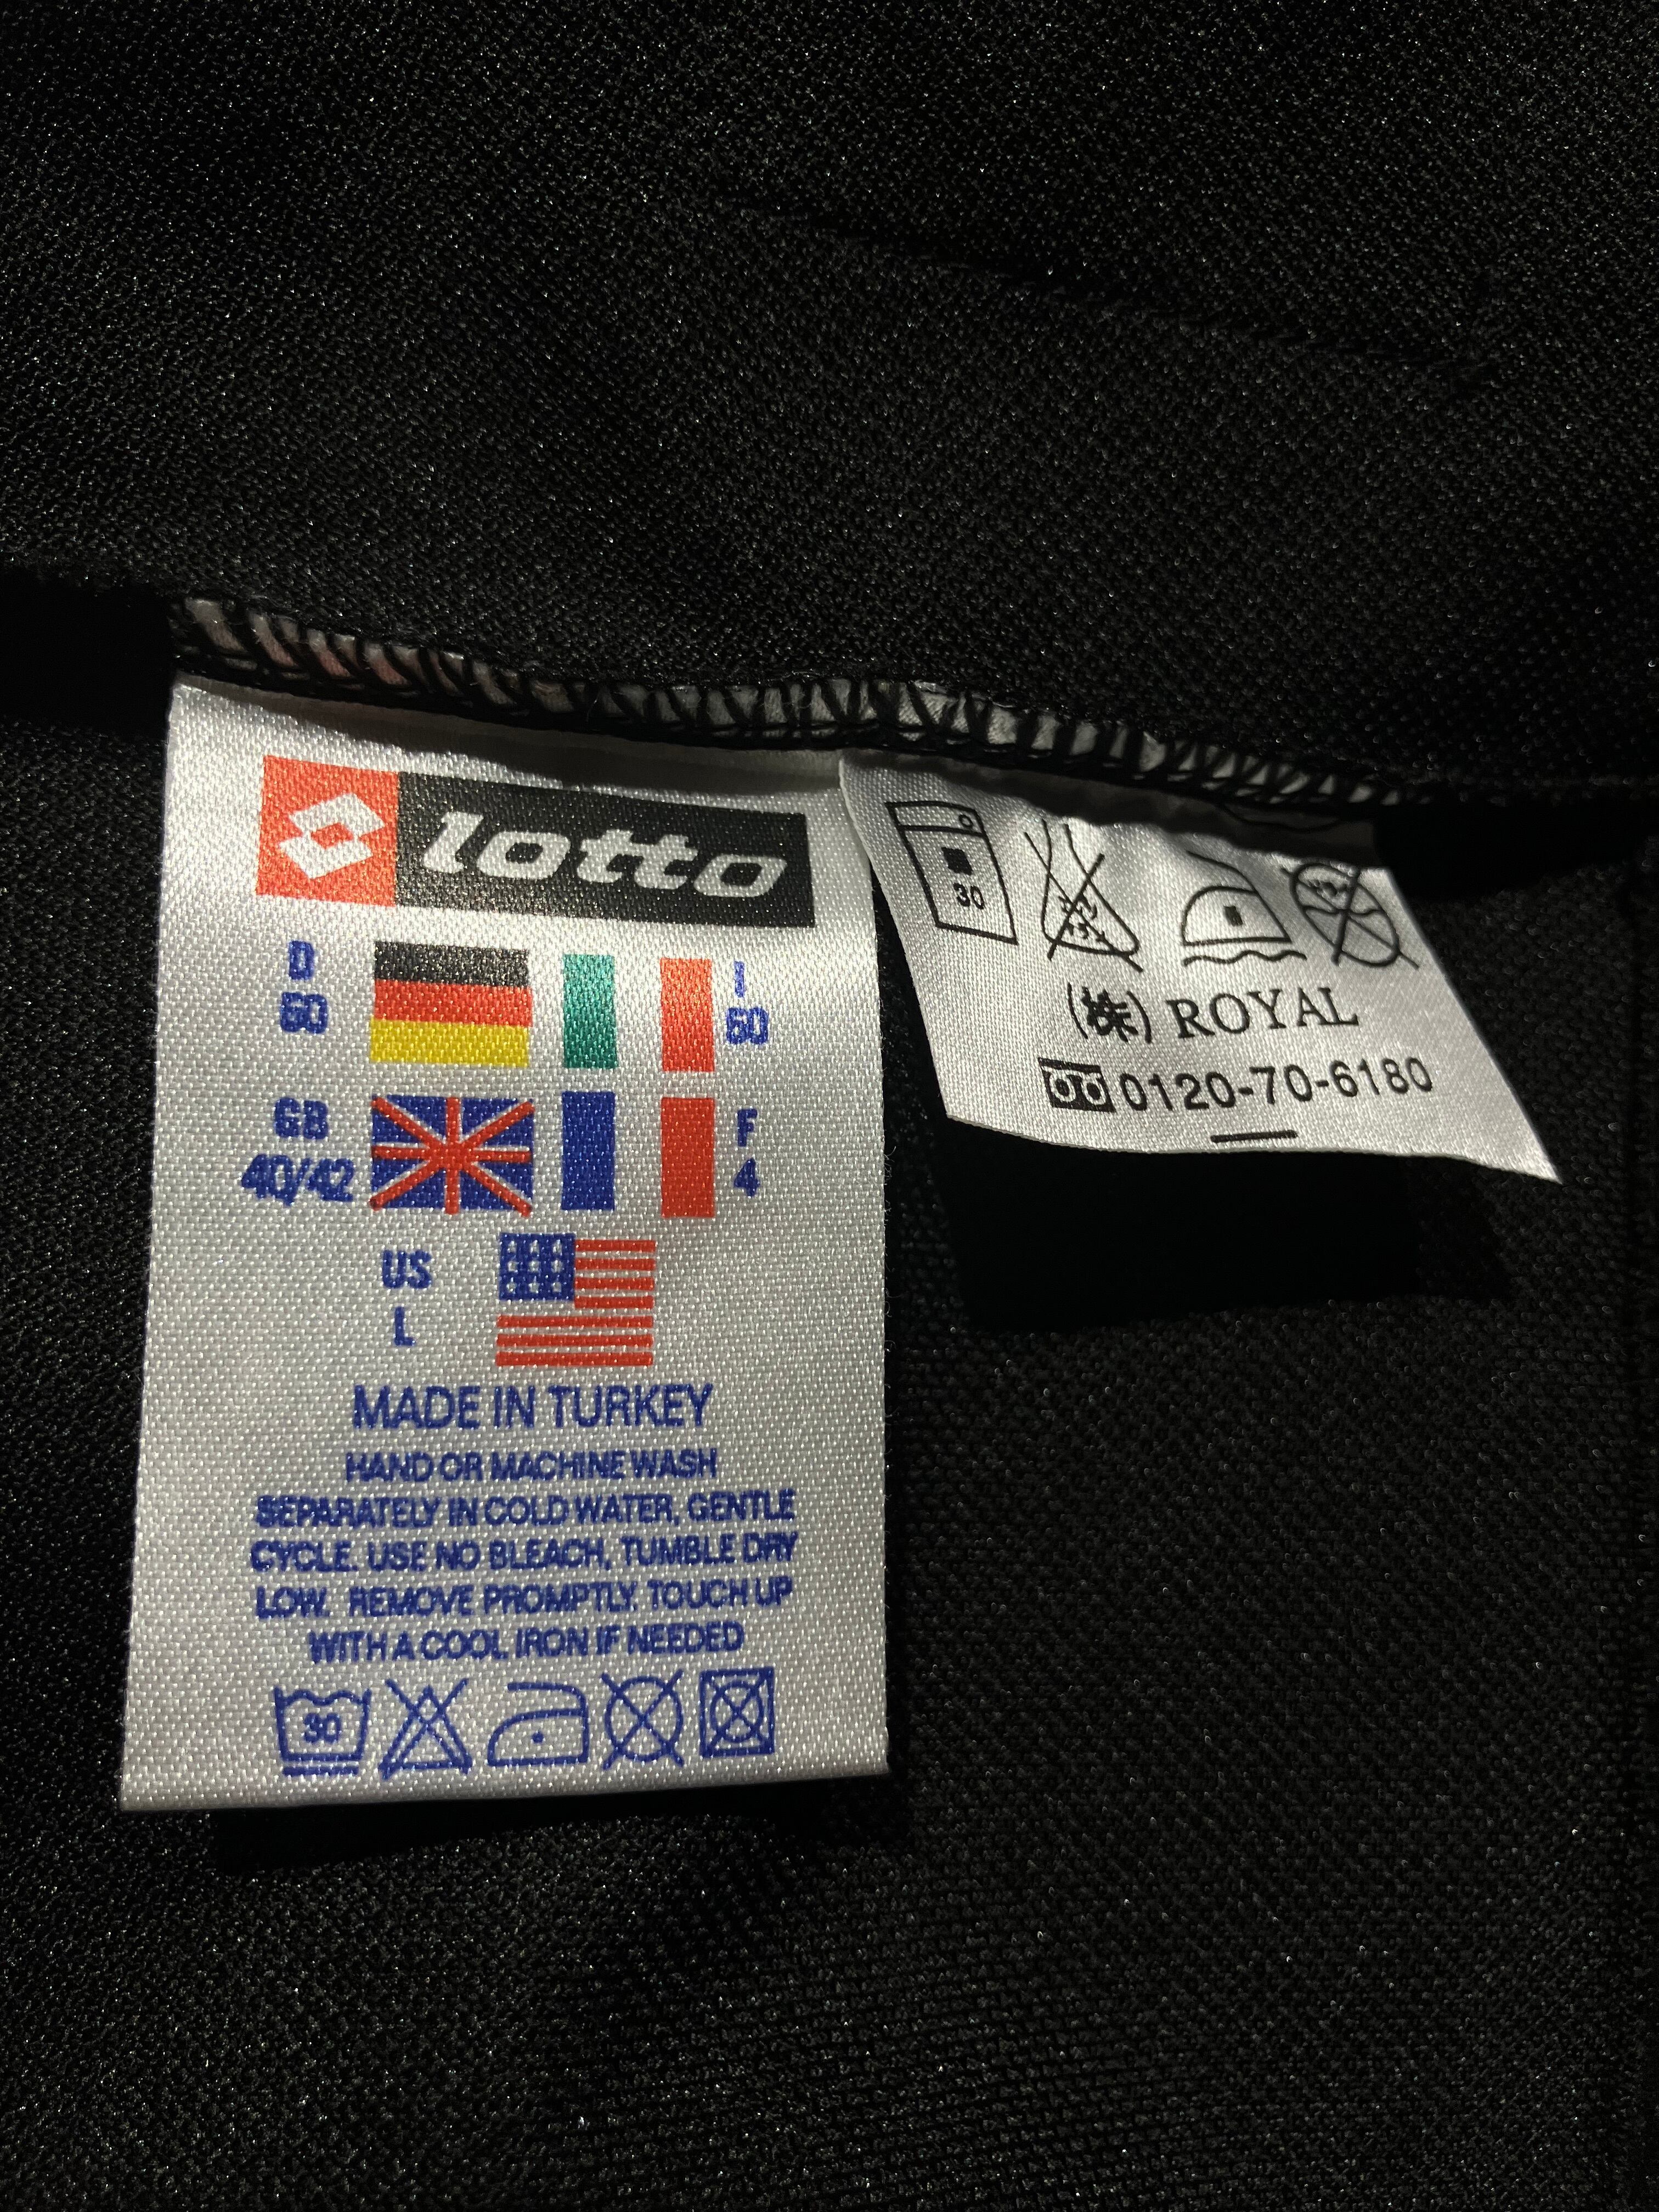 lotto
D I
50 50
GB F
40/42 4
US
L
MADE IN TURKEY
HAND OR MACHINE WASH
SEPARATELY IN COLD WATER, GENTLE
CYCLE. USE NO BLEACH, TUMBLE DRY
LOW. REMOVE PROMPTLY. TOUCH UP
WITH A COOL IRON IF NEEDED
30
30
(株) ROYAL
0120-70-6180